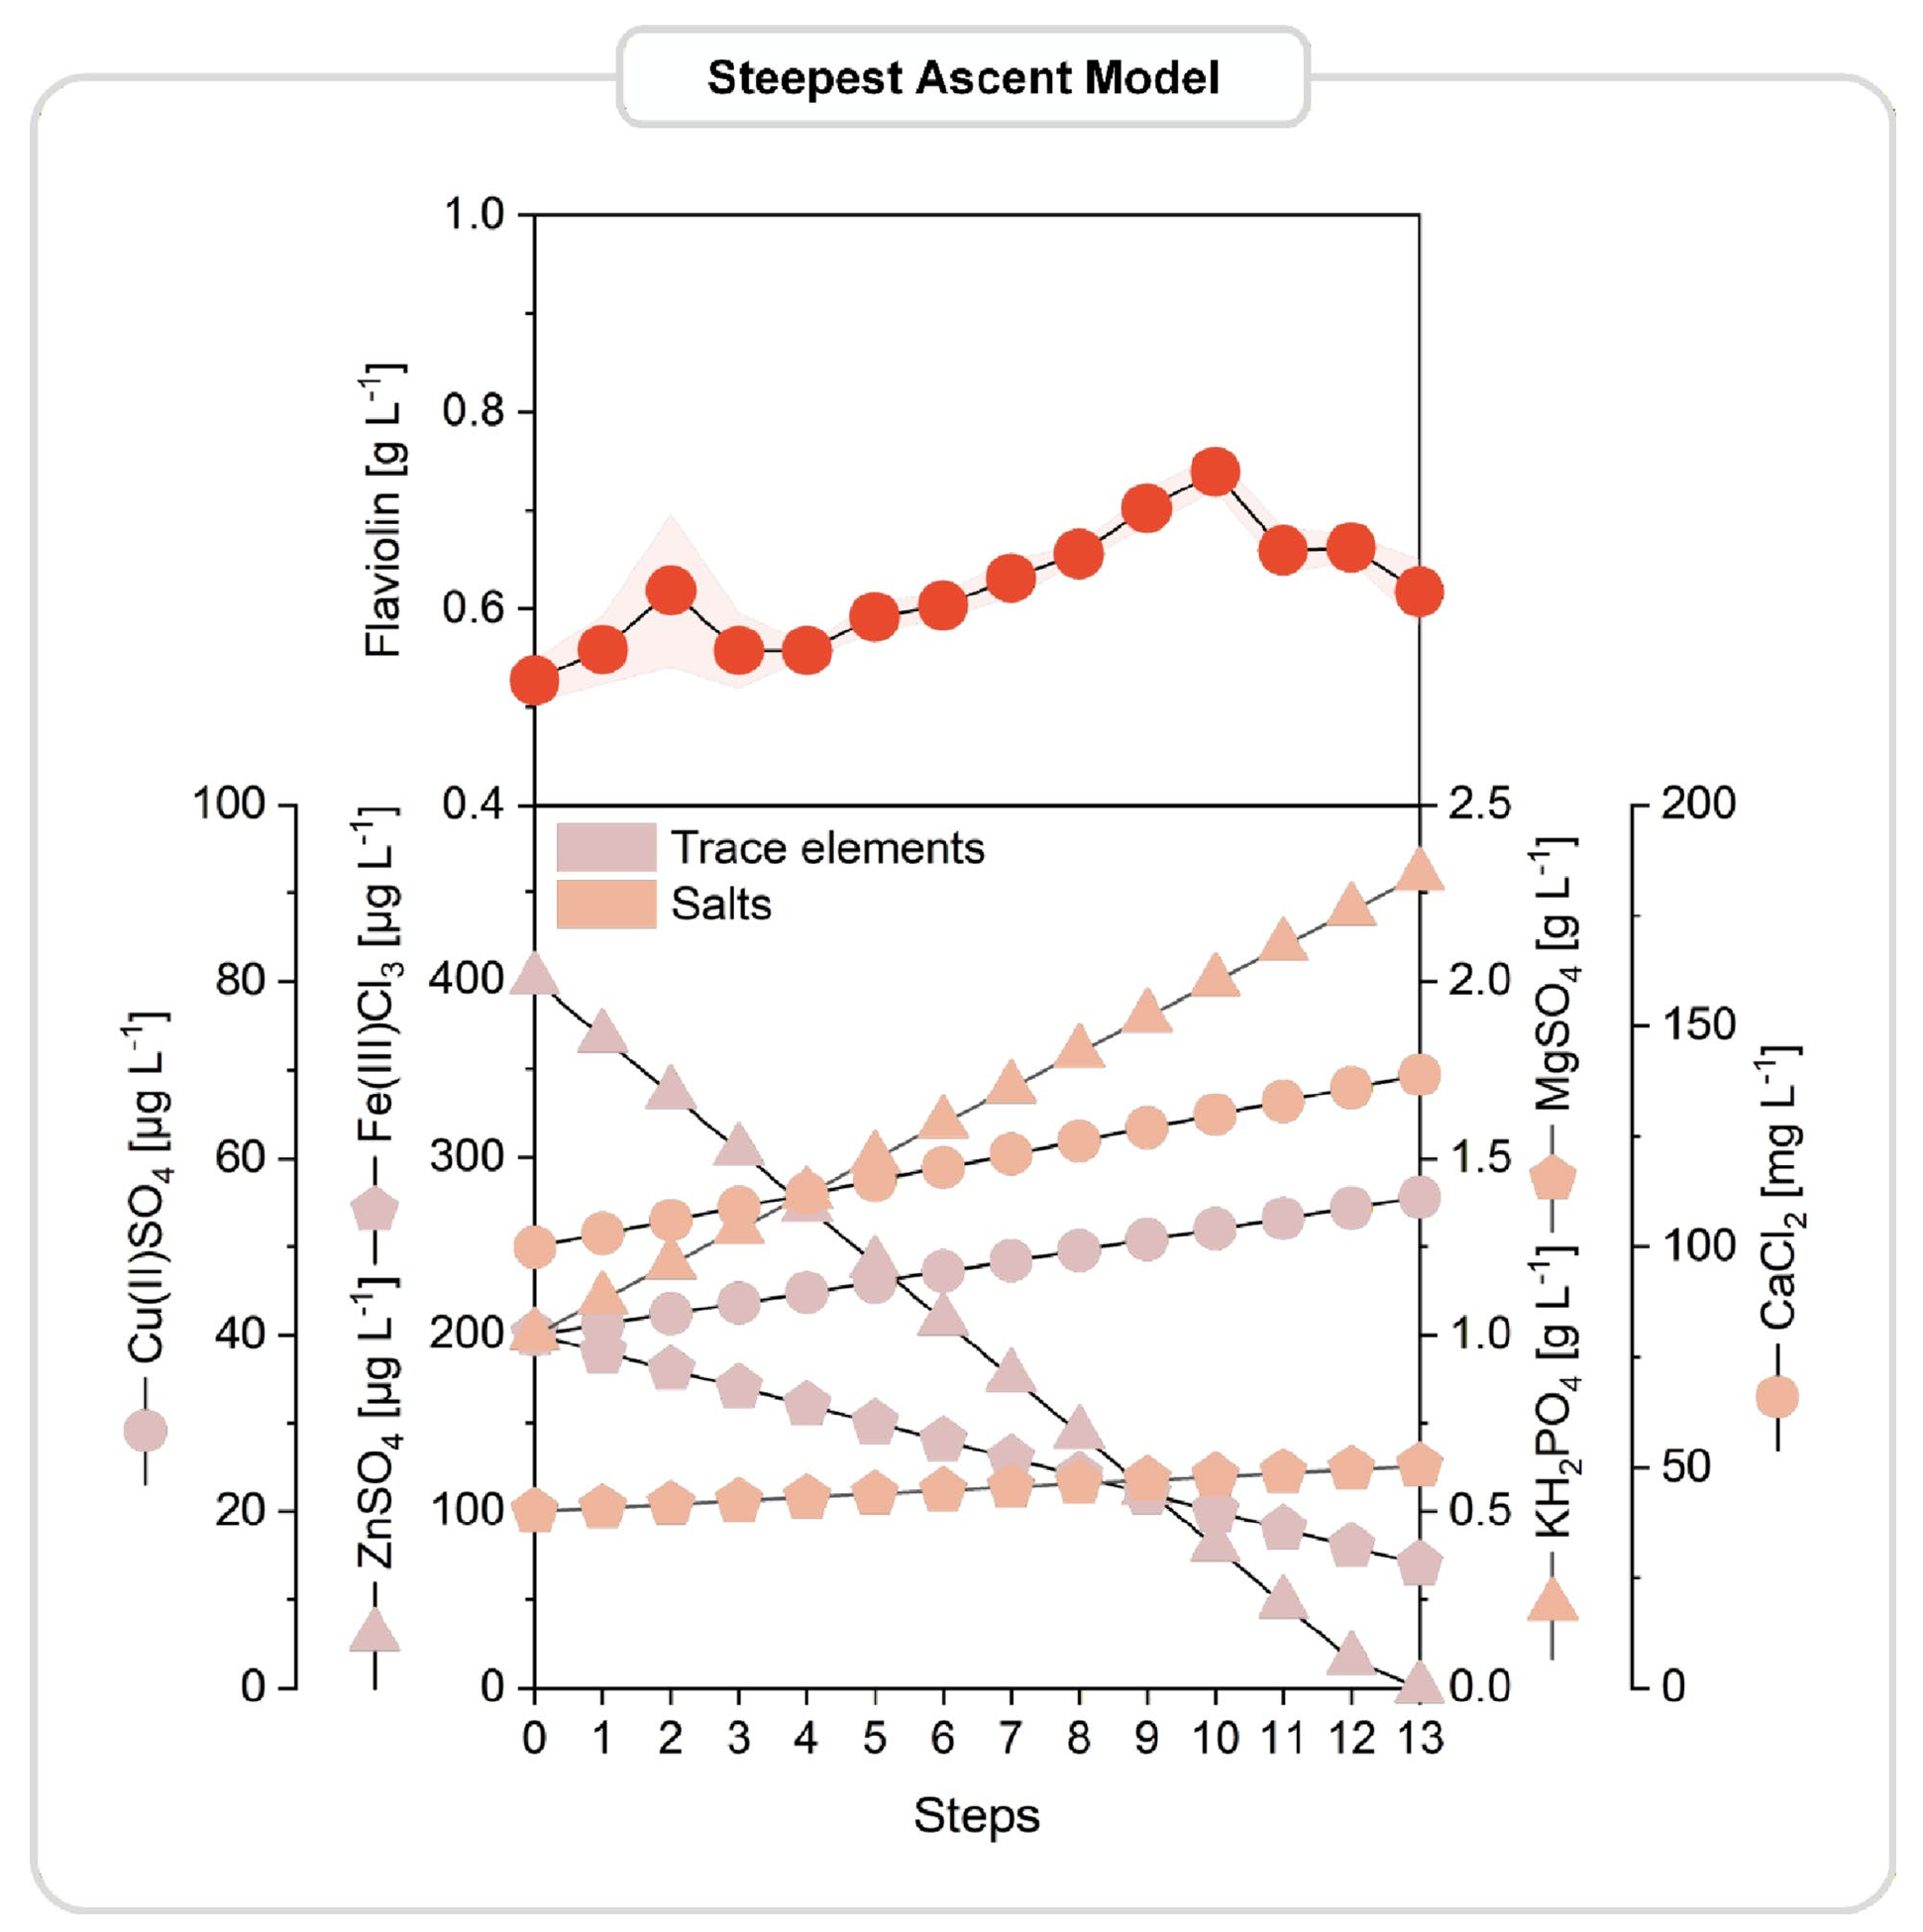 Steepest Ascent Model
Flaviolin [g L⁻¹]
1.0
0.8
0.6
0.4
Trace elements
Salts
Cu(II)SO₄ [µg L⁻¹]
100
80
60
40
20
0
ZnSO₄ [µg L⁻¹] Fe(III)Cl₃ [µg L⁻¹]
400
300
200
100
0
2.5
2.0
1.5
1.0
0.5
0.0
KH₂PO₄ [g L⁻¹] MgSO₄ [g L⁻¹]
200
150
100
50
0
CaCl₂ [mg L⁻¹]
0 1 2 3 4 5 6 7 8 9 10 11 12 13
Steps